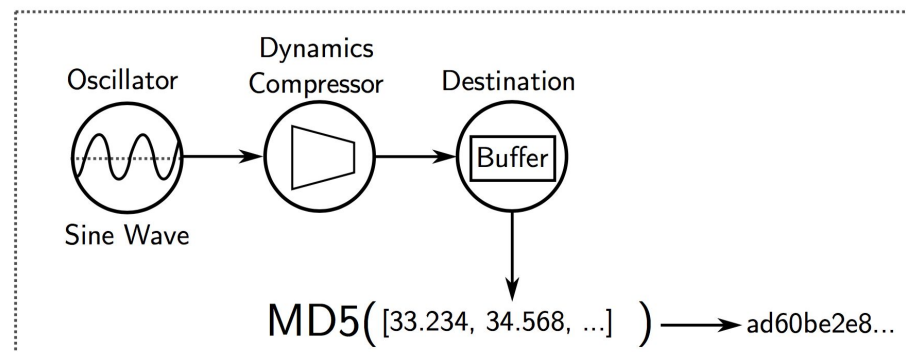 Oscillator
Dynamics
Compressor
Destination
Buffer
Sine Wave
MD5([33.234, 34.568, ...]) ad60be2e8...